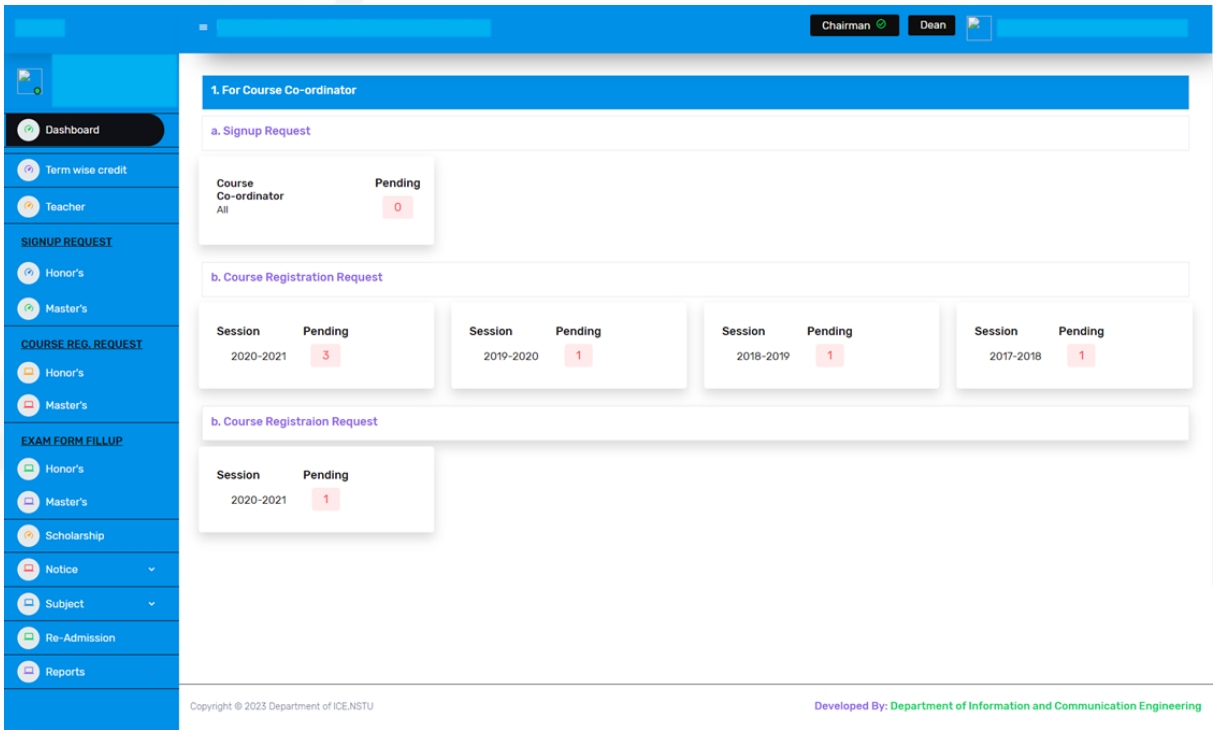 Chairman Dean
Dashboard
Term wise credit
Teacher
SIGNUP REQUEST
Honor's
Master's
COURSE REG. REQUEST
Honor's
Master's
EXAM FORM FILLUP
Honor's
Master's
Scholarship
Notice
Subject
Re-Admission
Reports
1. For Course Co-ordinator
a. Signup Request
Course Pending
Co-ordinator
All 0
b. Course Registration Request
Session Pending Session Pending Session Pending Session Pending
2020-2021 3 2019-2020 1 2018-2019 1 2017-2018 1
b. Course Registraion Request
Session Pending
2020-2021 1
Copyright © 2023 Department of ICE,NSTU Developed By: Department of Information and Communication Engineering